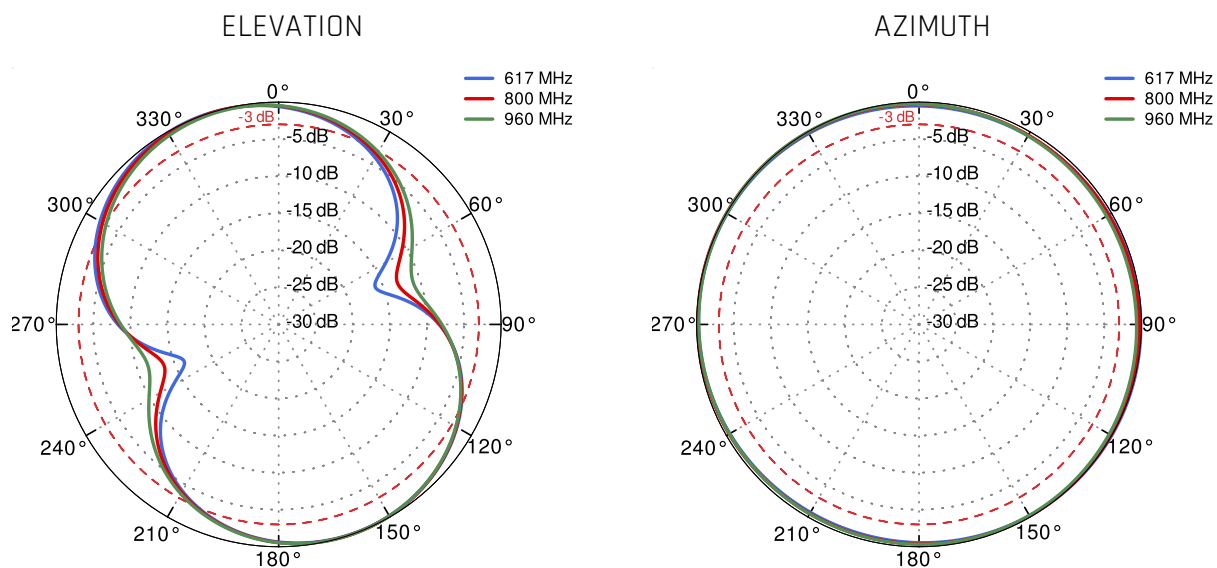 ELEVATION
617 MHz
800 MHz
960 MHz
0°
30°
60°
90°
120°
150°
180°
210°
240°
270°
300°
330°
-3 dB
-5 dB
-10 dB
-15 dB
-20 dB
-25 dB
-30 dB
AZIMUTH
617 MHz
800 MHz
960 MHz
0°
30°
60°
90°
120°
150°
180°
210°
240°
270°
300°
330°
-3 dB
-5 dB
-10 dB
-15 dB
-20 dB
-25 dB
-30 dB